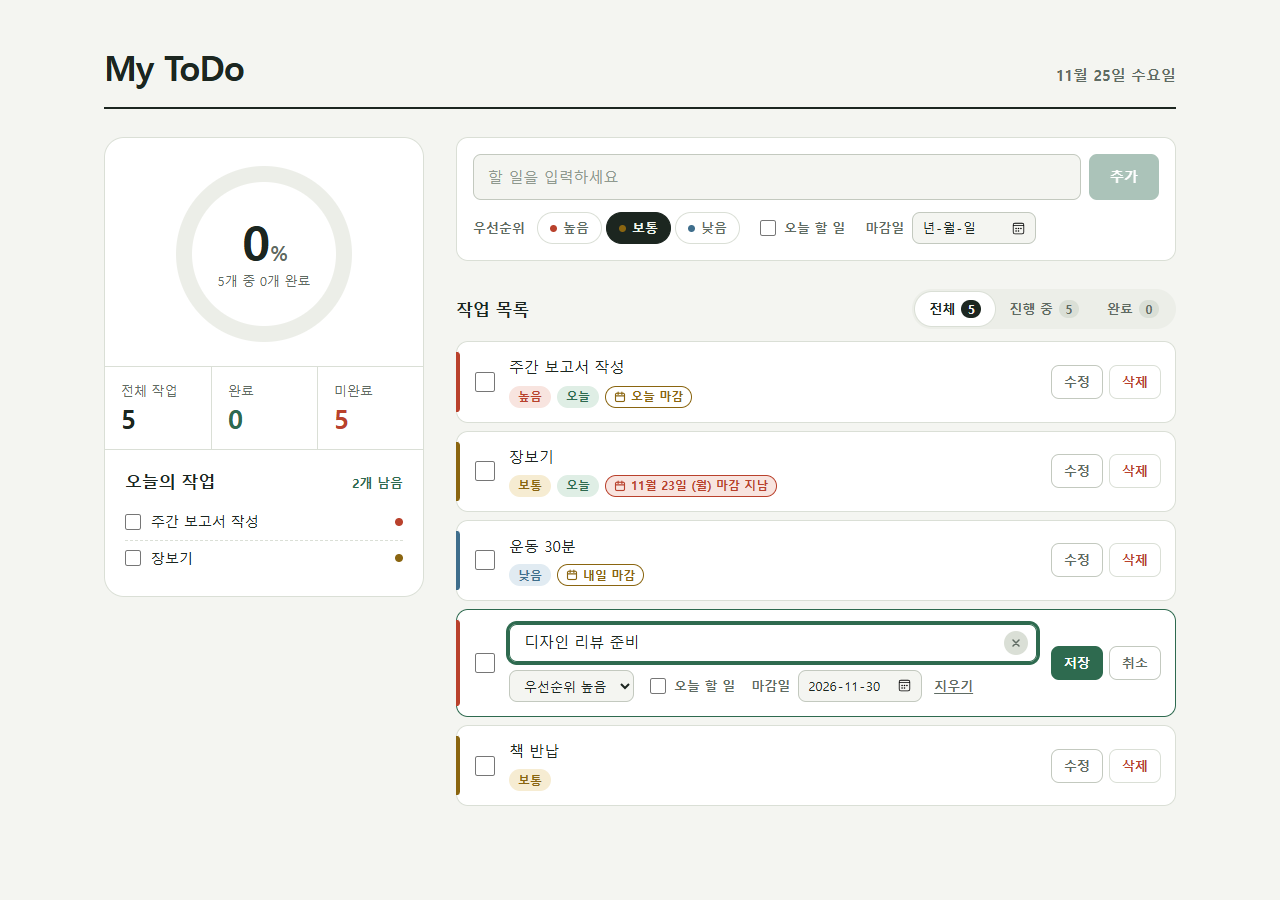 My ToDo
11월 25일 수요일
0%
5개 중 0개 완료
전체 작업
5
완료
0
미완료
5
오늘의 작업
2개 남음
주간 보고서 작성
장보기
할 일을 입력하세요
추가
우선순위
높음
보통
낮음
오늘 할 일
마감일
년-월-일
작업 목록
전체 5
진행 중 5
완료 0
주간 보고서 작성
높음
오늘
오늘 마감
수정
삭제
장보기
보통
오늘
11월 23일 (월) 마감 지남
수정
삭제
운동 30분
낮음
내일 마감
수정
삭제
디자인 리뷰 준비
우선순위 높음
오늘 할 일
마감일
2026-11-30
지우기
저장
취소
책 반납
보통
수정
삭제